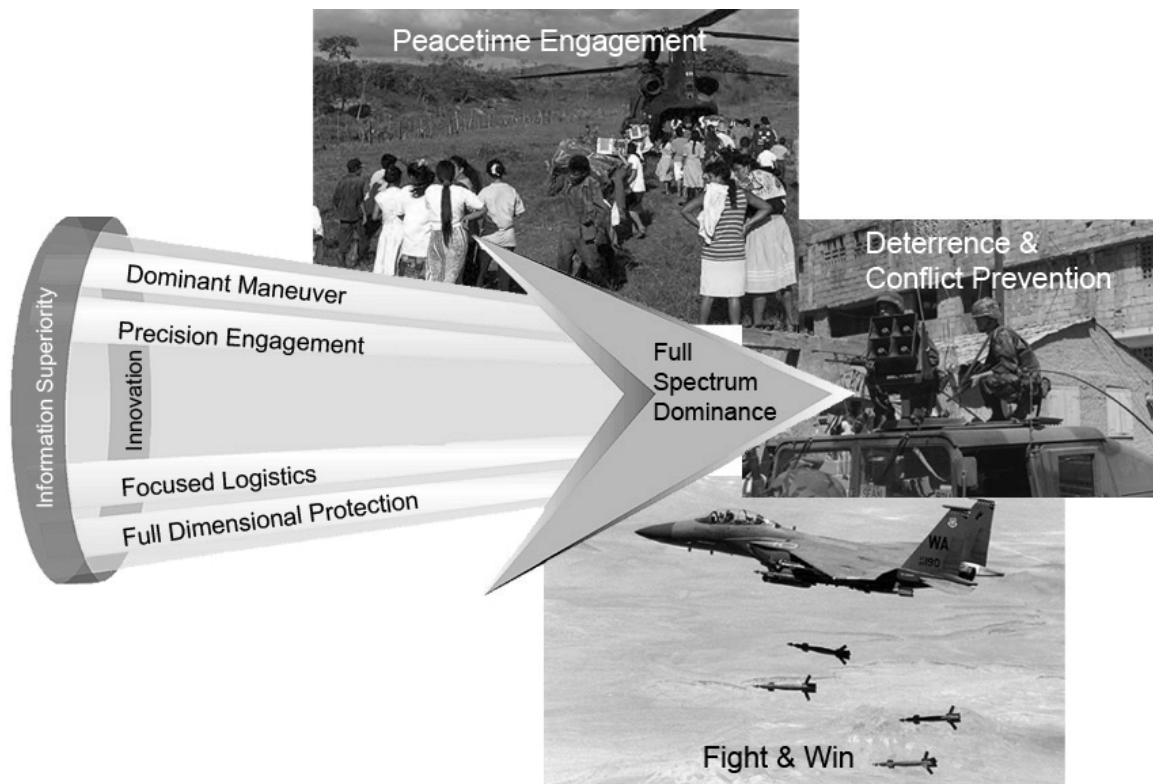 Peacetime Engagement
Deterrence &
Conflict Prevention
Information Superiority
Dominant Maneuver
Precision Engagement
Innovation
Focused Logistics
Full Dimensional Protection
Full
Spectrum
Dominance
WA
190
Fight & Win